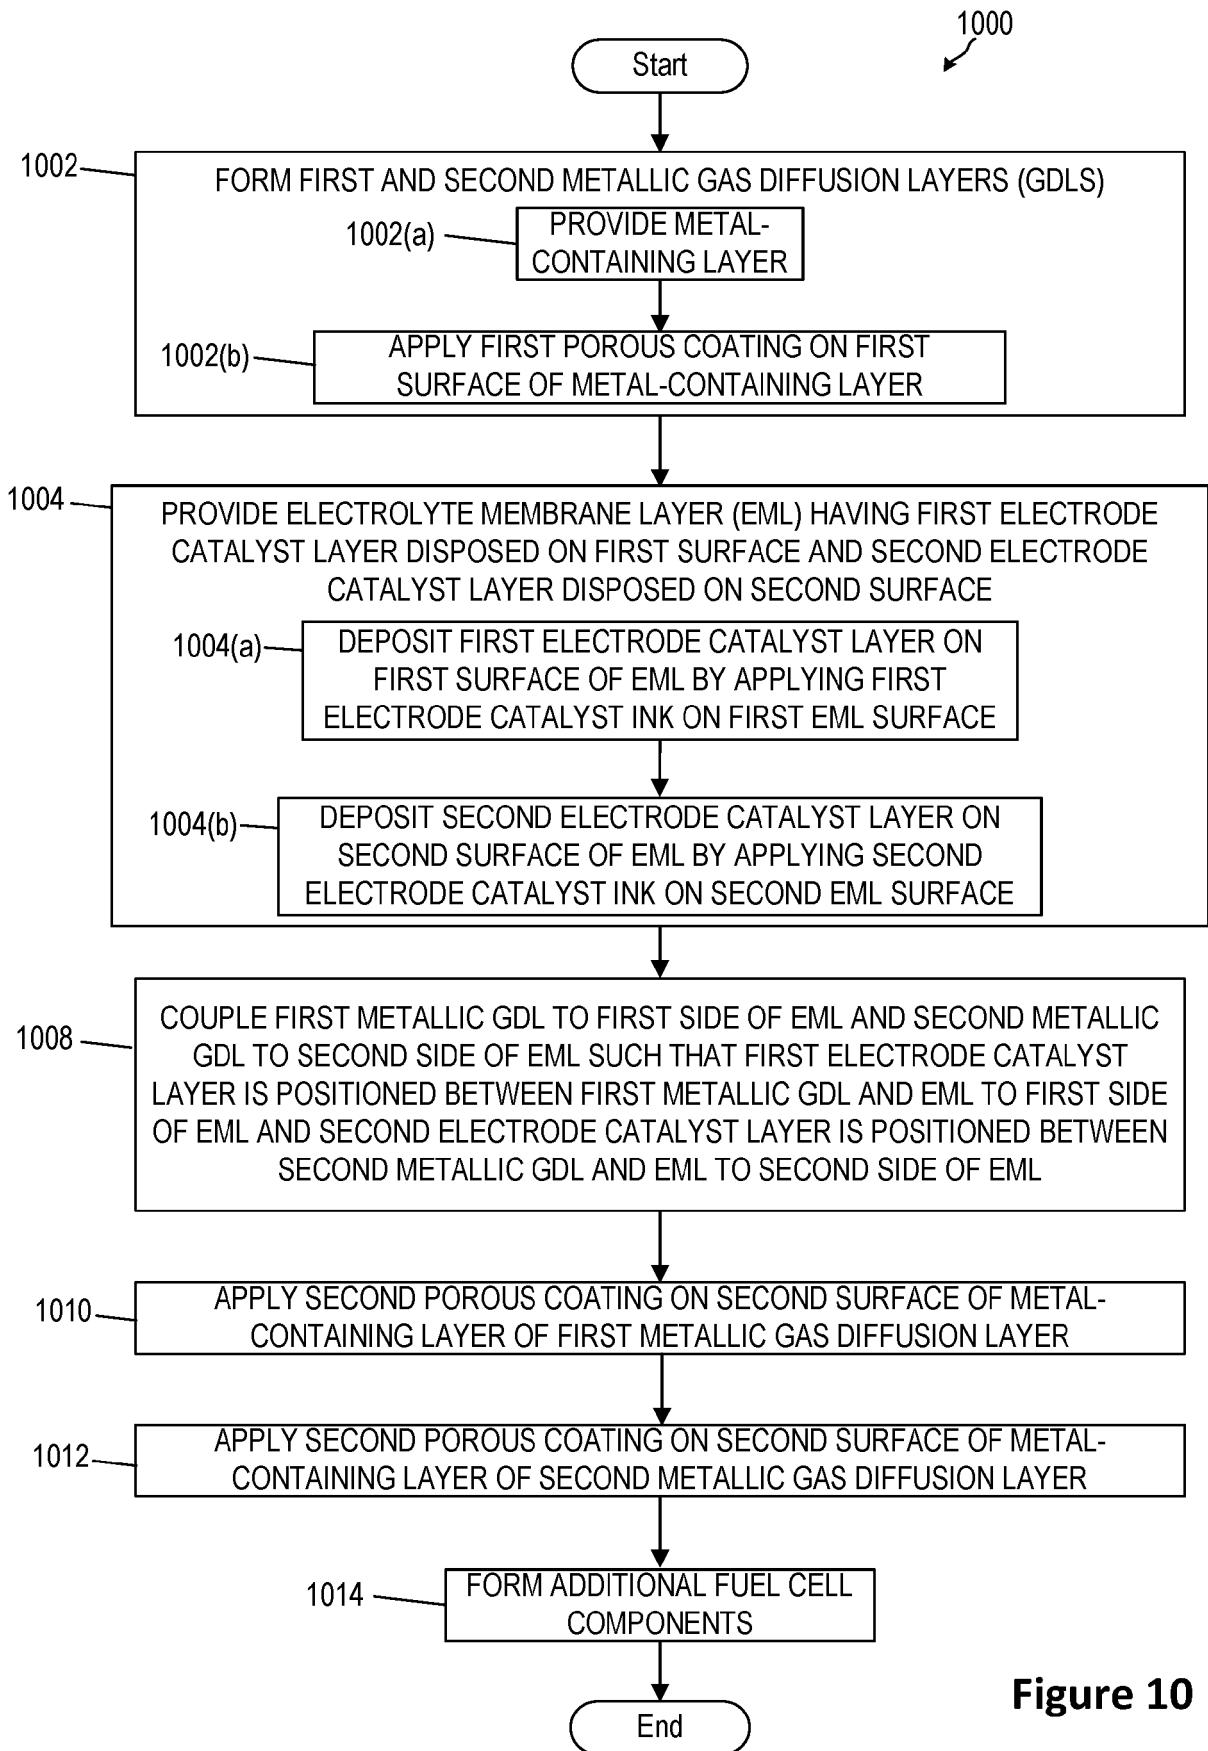 1000
Start
1002
FORM FIRST AND SECOND METALLIC GAS DIFFUSION LAYERS (GDLS)
1002(a)
PROVIDE METAL-
CONTAINING LAYER
1002(b)
APPLY FIRST POROUS COATING ON FIRST
SURFACE OF METAL-CONTAINING LAYER
1004
PROVIDE ELECTROLYTE MEMBRANE LAYER (EML) HAVING FIRST ELECTRODE
CATALYST LAYER DISPOSED ON FIRST SURFACE AND SECOND ELECTRODE
CATALYST LAYER DISPOSED ON SECOND SURFACE
1004(a)
DEPOSIT FIRST ELECTRODE CATALYST LAYER ON
FIRST SURFACE OF EML BY APPLYING FIRST
ELECTRODE CATALYST INK ON FIRST EML SURFACE
1004(b)
DEPOSIT SECOND ELECTRODE CATALYST LAYER ON
SECOND SURFACE OF EML BY APPLYING SECOND
ELECTRODE CATALYST INK ON SECOND EML SURFACE
1008
COUPLE FIRST METALLIC GDL TO FIRST SIDE OF EML AND SECOND METALLIC
GDL TO SECOND SIDE OF EML SUCH THAT FIRST ELECTRODE CATALYST
LAYER IS POSITIONED BETWEEN FIRST METALLIC GDL AND EML TO FIRST SIDE
OF EML AND SECOND ELECTRODE CATALYST LAYER IS POSITIONED BETWEEN
SECOND METALLIC GDL AND EML TO SECOND SIDE OF EML.
1010
APPLY SECOND POROUS COATING ON SECOND SURFACE OF METAL-
CONTAINING LAYER OF FIRST METALLIC GAS DIFFUSION LAYER
1012
APPLY SECOND POROUS COATING ON SECOND SURFACE OF METAL-
CONTAINING LAYER OF SECOND METALLIC GAS DIFFUSION LAYER
1014
FORM ADDITIONAL FUEL CELL
COMPONENTS
End
Figure 10